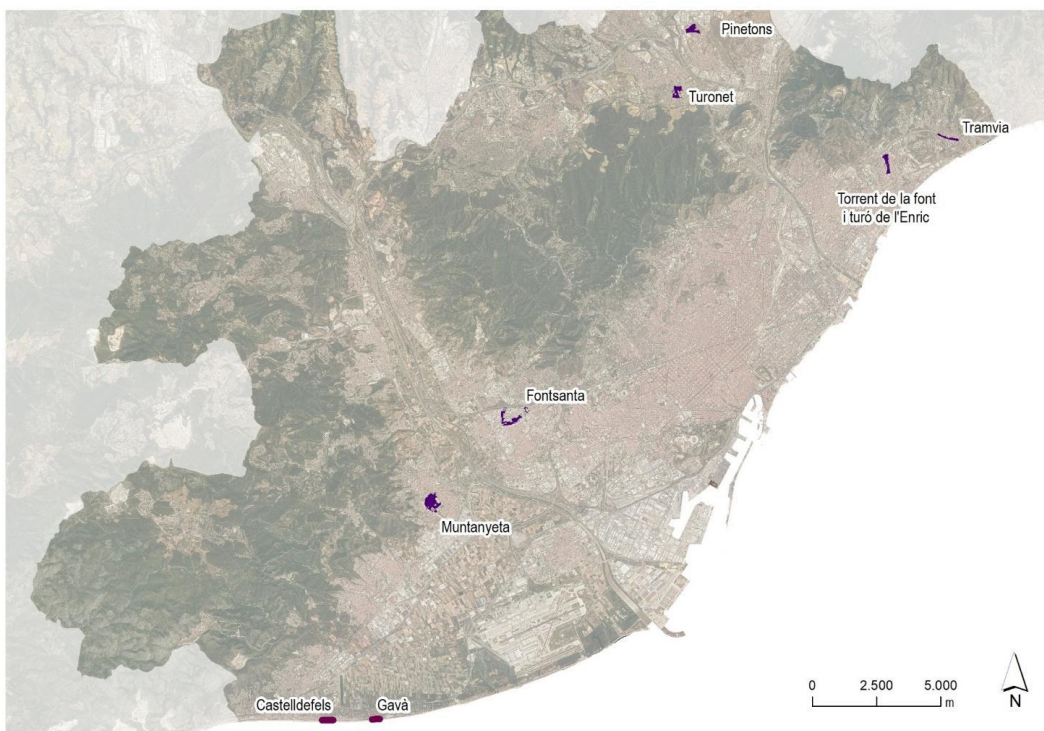 Pinetons
Turonet
Tramvia
Torrent de la font
i turó de l'Enric
Fontsanta
Muntanyeta
Castelldefels
Gavà
0 2.500 5.000
m
N